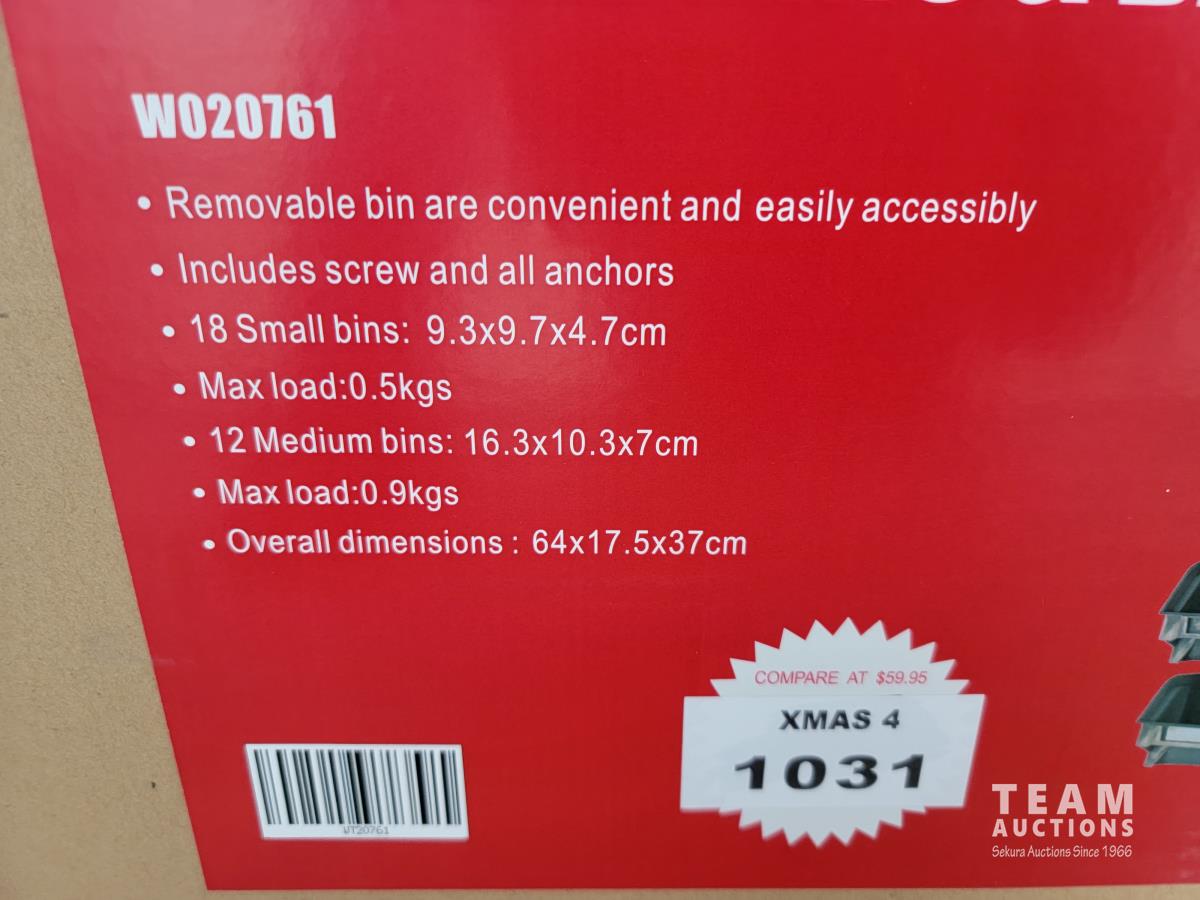 W020761
• Removable bin are convenient and easily accessibly
• Includes screw and all anchors
• 18 Small bins: 9.3x9.7x4.7cm
• Max load:0.5kgs
• 12 Medium bins: 16.3x10.3x7cm
• Max load:0.9kgs
• Overall dimensions : 64x17.5x37cm
COMPARE AT $59.95
XMAS 4
1031
WT20761
TEAM
AUCTIONS
Sekura Auctions Since 1966